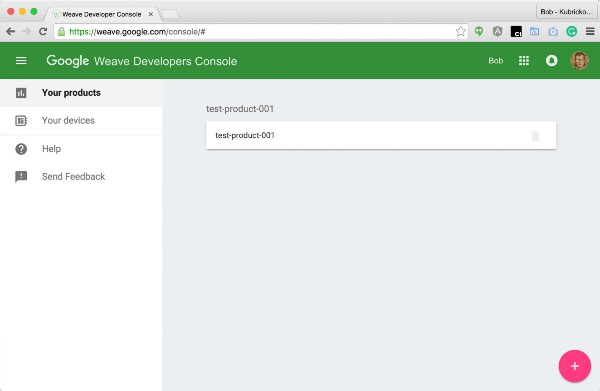 Weave Developer Console
Bob - Kubricko...
https://weave.google.com/console/#
Google Weave Developers Console
Bob
Your products
Your devices
Help
Send Feedback
test-product-001
test-product-001
+